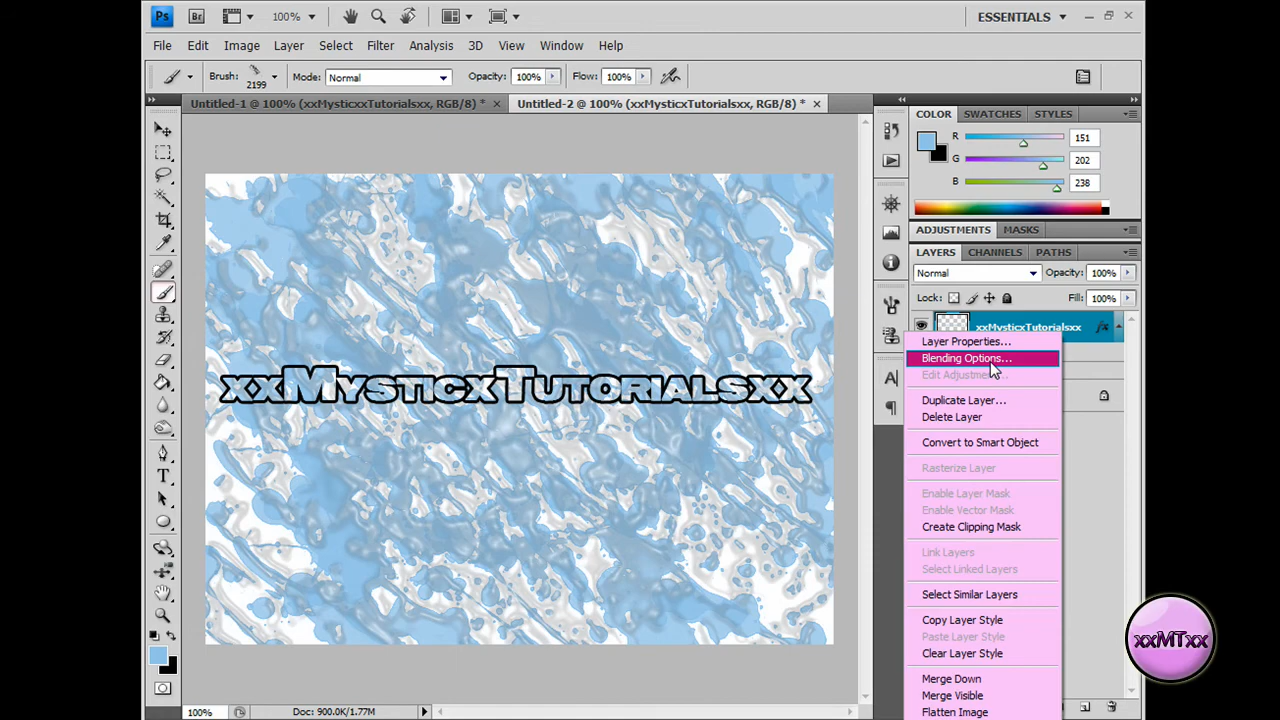 Ps Br 100% ESSENTIALS
File Edit Image Layer Select Filter Analysis 3D View Window Help
Brush: 2199 Mode: Normal Opacity: 100% Flow: 100%
Untitled-1 @ 100% (xxMysticxxTutorialsxx, RGB/8) * Untitled-2 @ 100% (xxMysticxTutorialsxx, RGB/8) *
COLOR SWATCHES STYLES
R 151
G 202
B 238
ADJUSTMENTS MASKS
LAYERS CHANNELS PATHS
Normal Opacity: 100%
Lock: Fill: 100%
xxMysticxTutorialsxx fx
Layer Properties...
Blending Options...
Edit Adjustment...
Duplicate Layer...
Delete Layer
Convert to Smart Object
Rasterize Layer
Enable Layer Mask
Enable Vector Mask
Create Clipping Mask
Link Layers
Select Linked Layers
Select Similar Layers
Copy Layer Style
Paste Layer Style
Clear Layer Style
Merge Down
Merge Visible
Flatten Image
xxMysticxTutorialsxx
xxMTxx
100% Doc: 900.0K/1.77M